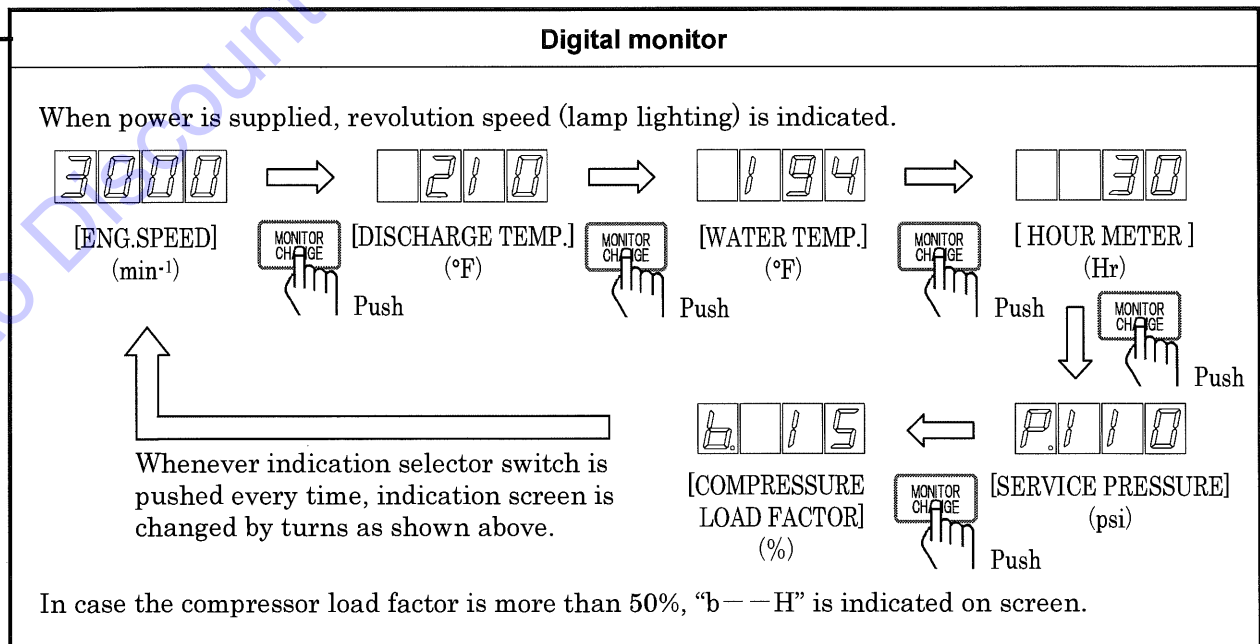 Digital monitor
When power is supplied, revolution speed (lamp lighting) is indicated.
3000
210
194
30
[ENG.SPEED]
(min-1)
MONITOR
CHANGE
Push
[DISCHARGE TEMP.]
(°F)
MONITOR
CHANGE
Push
[WATER TEMP.]
(°F)
MONITOR
CHANGE
Push
[ HOUR METER ]
(Hr)
MONITOR
CHANGE
Push
P.110
[SERVICE PRESSURE]
(psi)
MONITOR
CHANGE
Push
b. 15
[COMPRESSURE
LOAD FACTOR]
(%)
Whenever indication selector switch is
pushed every time, indication screen is
changed by turns as shown above.
In case the compressor load factor is more than 50%, “b− −H” is indicated on screen.